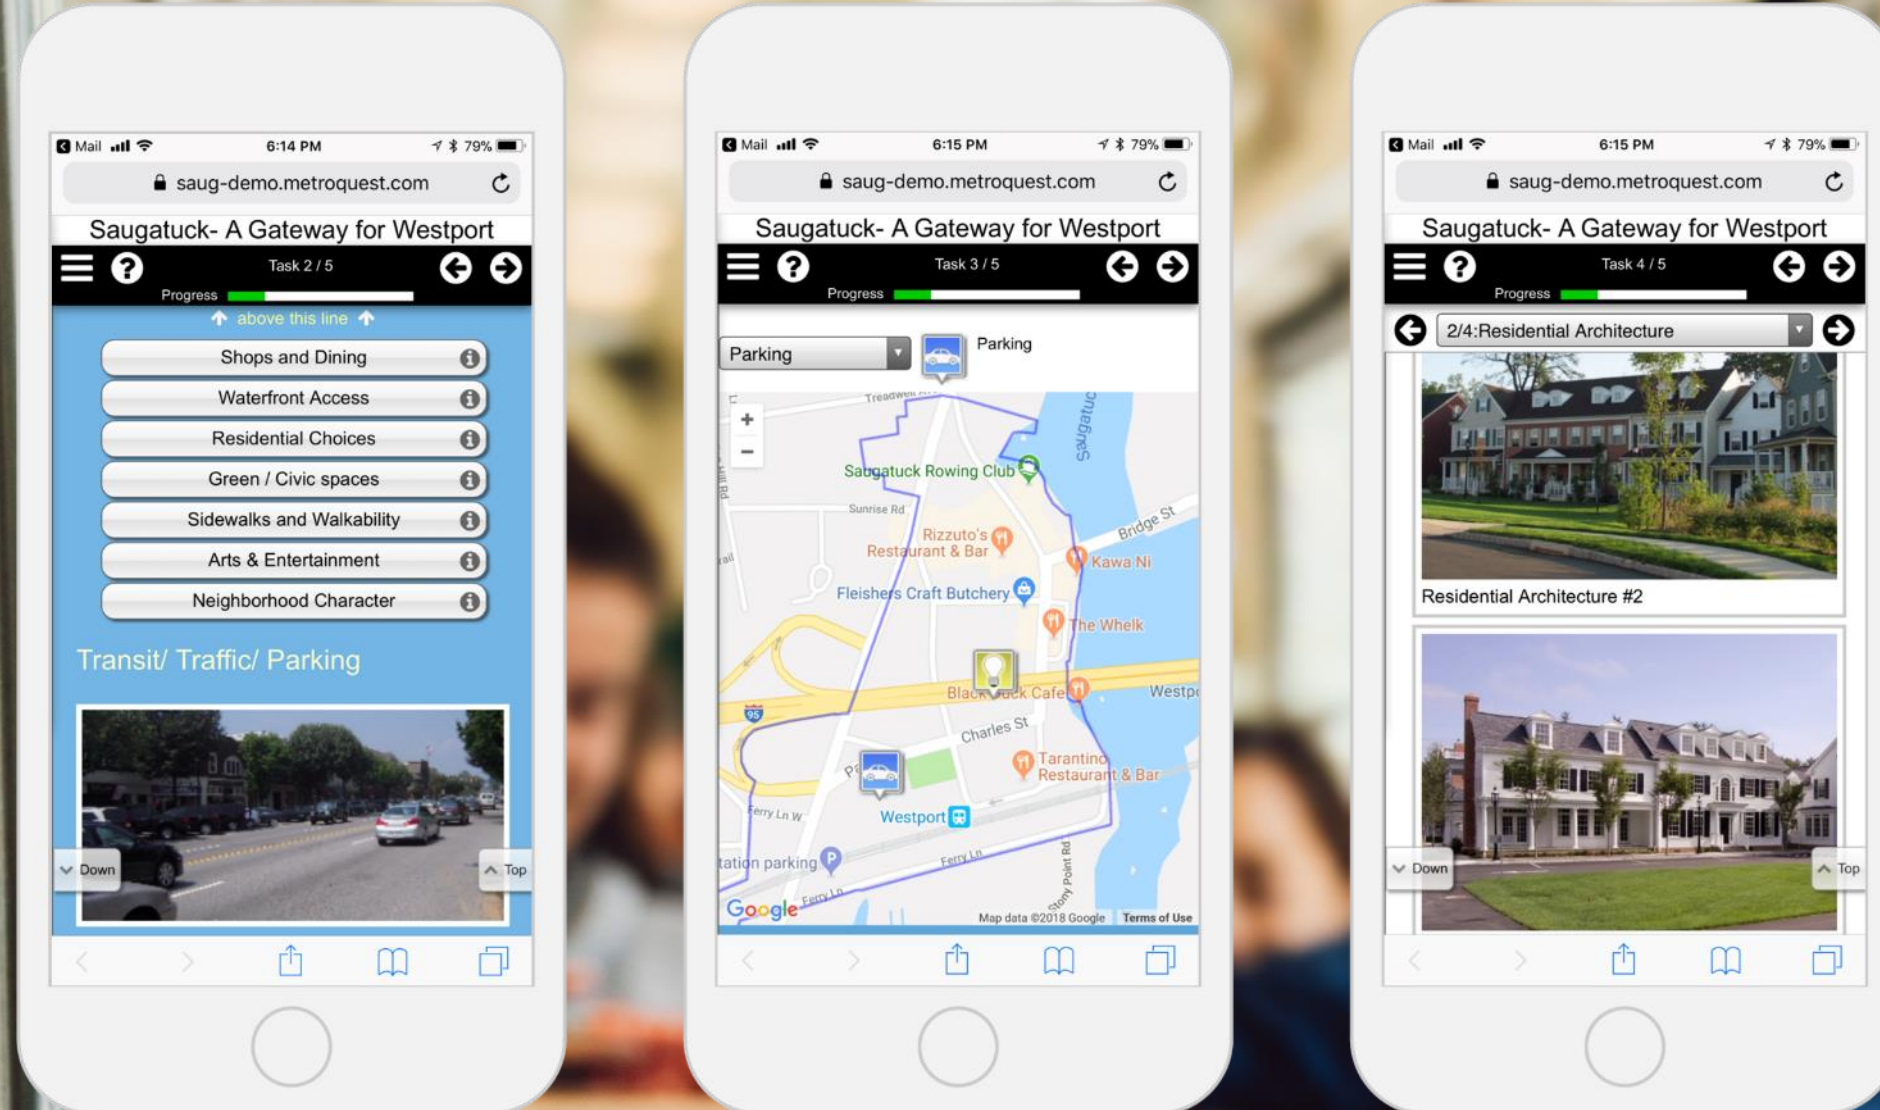 Mail
6:14 PM
79%
saug-demo.metroquest.com
Saugatuck- A Gateway for Westport
?
Task 2 / 5
Progress
above this line
Shops and Dining
Waterfront Access
Residential Choices
Green / Civic spaces
Sidewalks and Walkability
Arts & Entertainment
Neighborhood Character
Transit/ Traffic/ Parking
Down
Top
Mail
6:15 PM
79%
saug-demo.metroquest.com
Saugatuck- A Gateway for Westport
?
Task 3 / 5
Progress
Parking
Parking
+
−
Saugatuck Rowing Club
Sunrise Rd
Rizzuto's
Restaurant & Bar
Bridge St
Kawa Ni
Fleishers Craft Butchery
The Whelk
95
Charles St
Tarantino
Restaurant & Bar
Ferry Ln W
Westport
P
Ferry Ln
Stony Point Rd
Ferry Ln
Google
Map data ©2018 Google
Terms of Use
Mail
6:15 PM
79%
saug-demo.metroquest.com
Saugatuck- A Gateway for Westport
?
Task 4 / 5
Progress
2/4:Residential Architecture
Residential Architecture #2
Down
Top